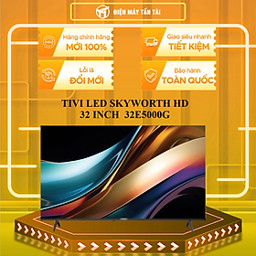 ĐIỆN MÁY TẤN TÀI
Hàng chính hãng
MỚI 100%
Giao siêu nhanh
TIẾT KIỆM
Lỗi là
ĐỔI MỚI
Bảo hành
TOÀN QUỐC
TIVI LED SKYWORTH HD
32 INCH 32E5000G